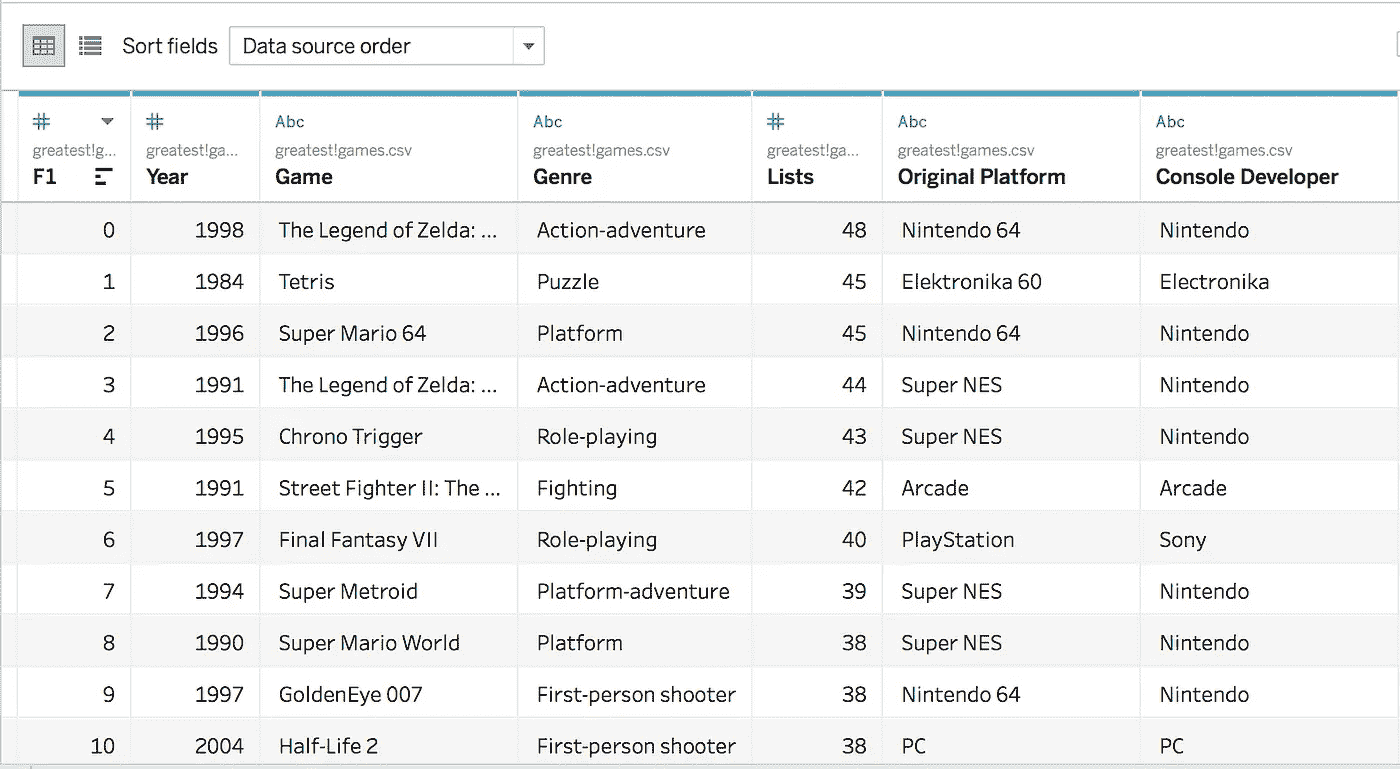 Sort fields Data source order
# # Abc Abc # Abc Abc
greatest!g... greatest!ga... greatest!games.csv greatest!games.csv greatest!ga... greatest!games.csv greatest!games.csv
F1 Year Game Genre Lists Original Platform Console Developer
0 1998 The Legend of Zelda: ... Action-adventure 48 Nintendo 64 Nintendo
1 1984 Tetris Puzzle 45 Elektronika 60 Electronika
2 1996 Super Mario 64 Platform 45 Nintendo 64 Nintendo
3 1991 The Legend of Zelda: ... Action-adventure 44 Super NES Nintendo
4 1995 Chrono Trigger Role-playing 43 Super NES Nintendo
5 1991 Street Fighter II: The ... Fighting 42 Arcade Arcade
6 1997 Final Fantasy VII Role-playing 40 PlayStation Sony
7 1994 Super Metroid Platform-adventure 39 Super NES Nintendo
8 1990 Super Mario World Platform 38 Super NES Nintendo
9 1997 GoldenEye 007 First-person shooter 38 Nintendo 64 Nintendo
10 2004 Half-Life 2 First-person shooter 38 PC PC